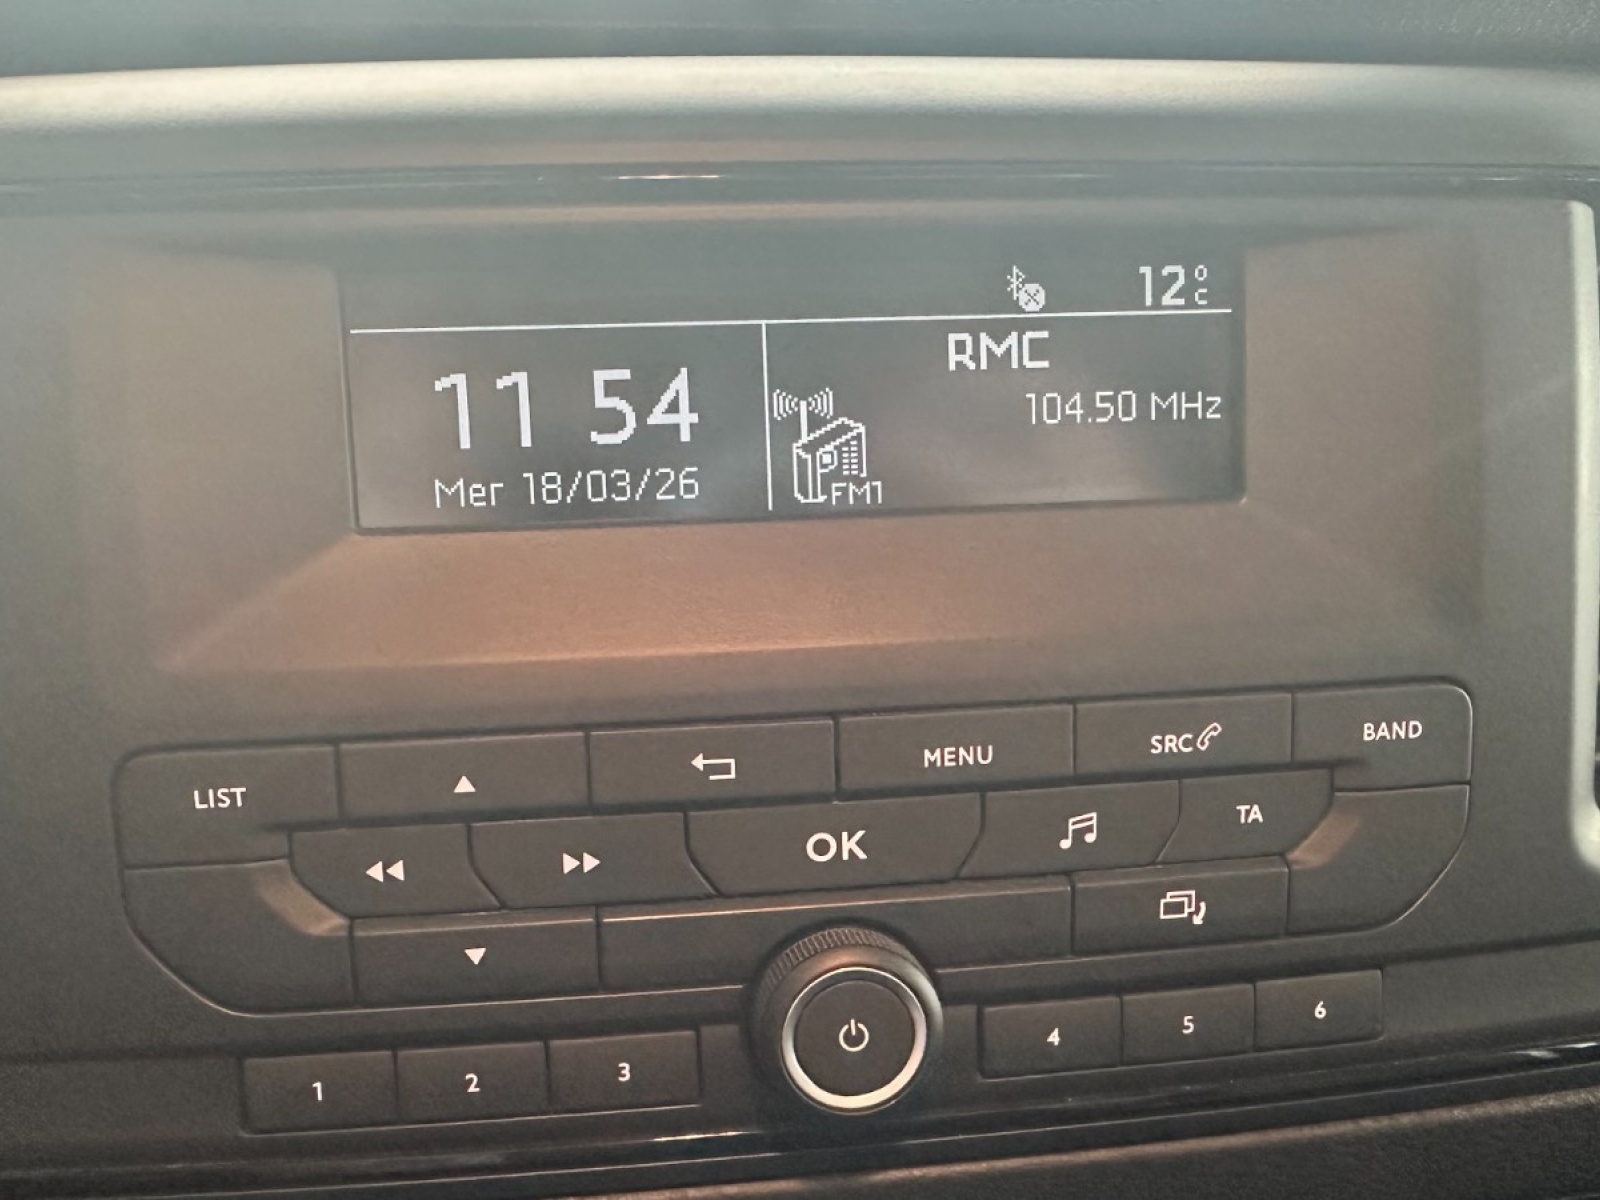 12°C
RMC
104.50 MHz
11 54
Mer 18/03/26
FM1
LIST
MENU
SRC
BAND
OK
TA
1
2
3
4
5
6